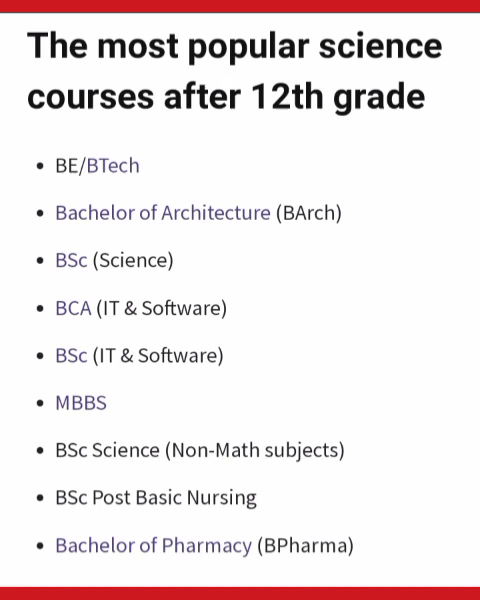 The most popular science
courses after 12th grade
• BE/BTech
• Bachelor of Architecture (BArch)
• BSc (Science)
• BCA (IT & Software)
• BSc (IT & Software)
• MBBS
• BSc Science (Non-Math subjects)
• BSc Post Basic Nursing
• Bachelor of Pharmacy (BPharma)